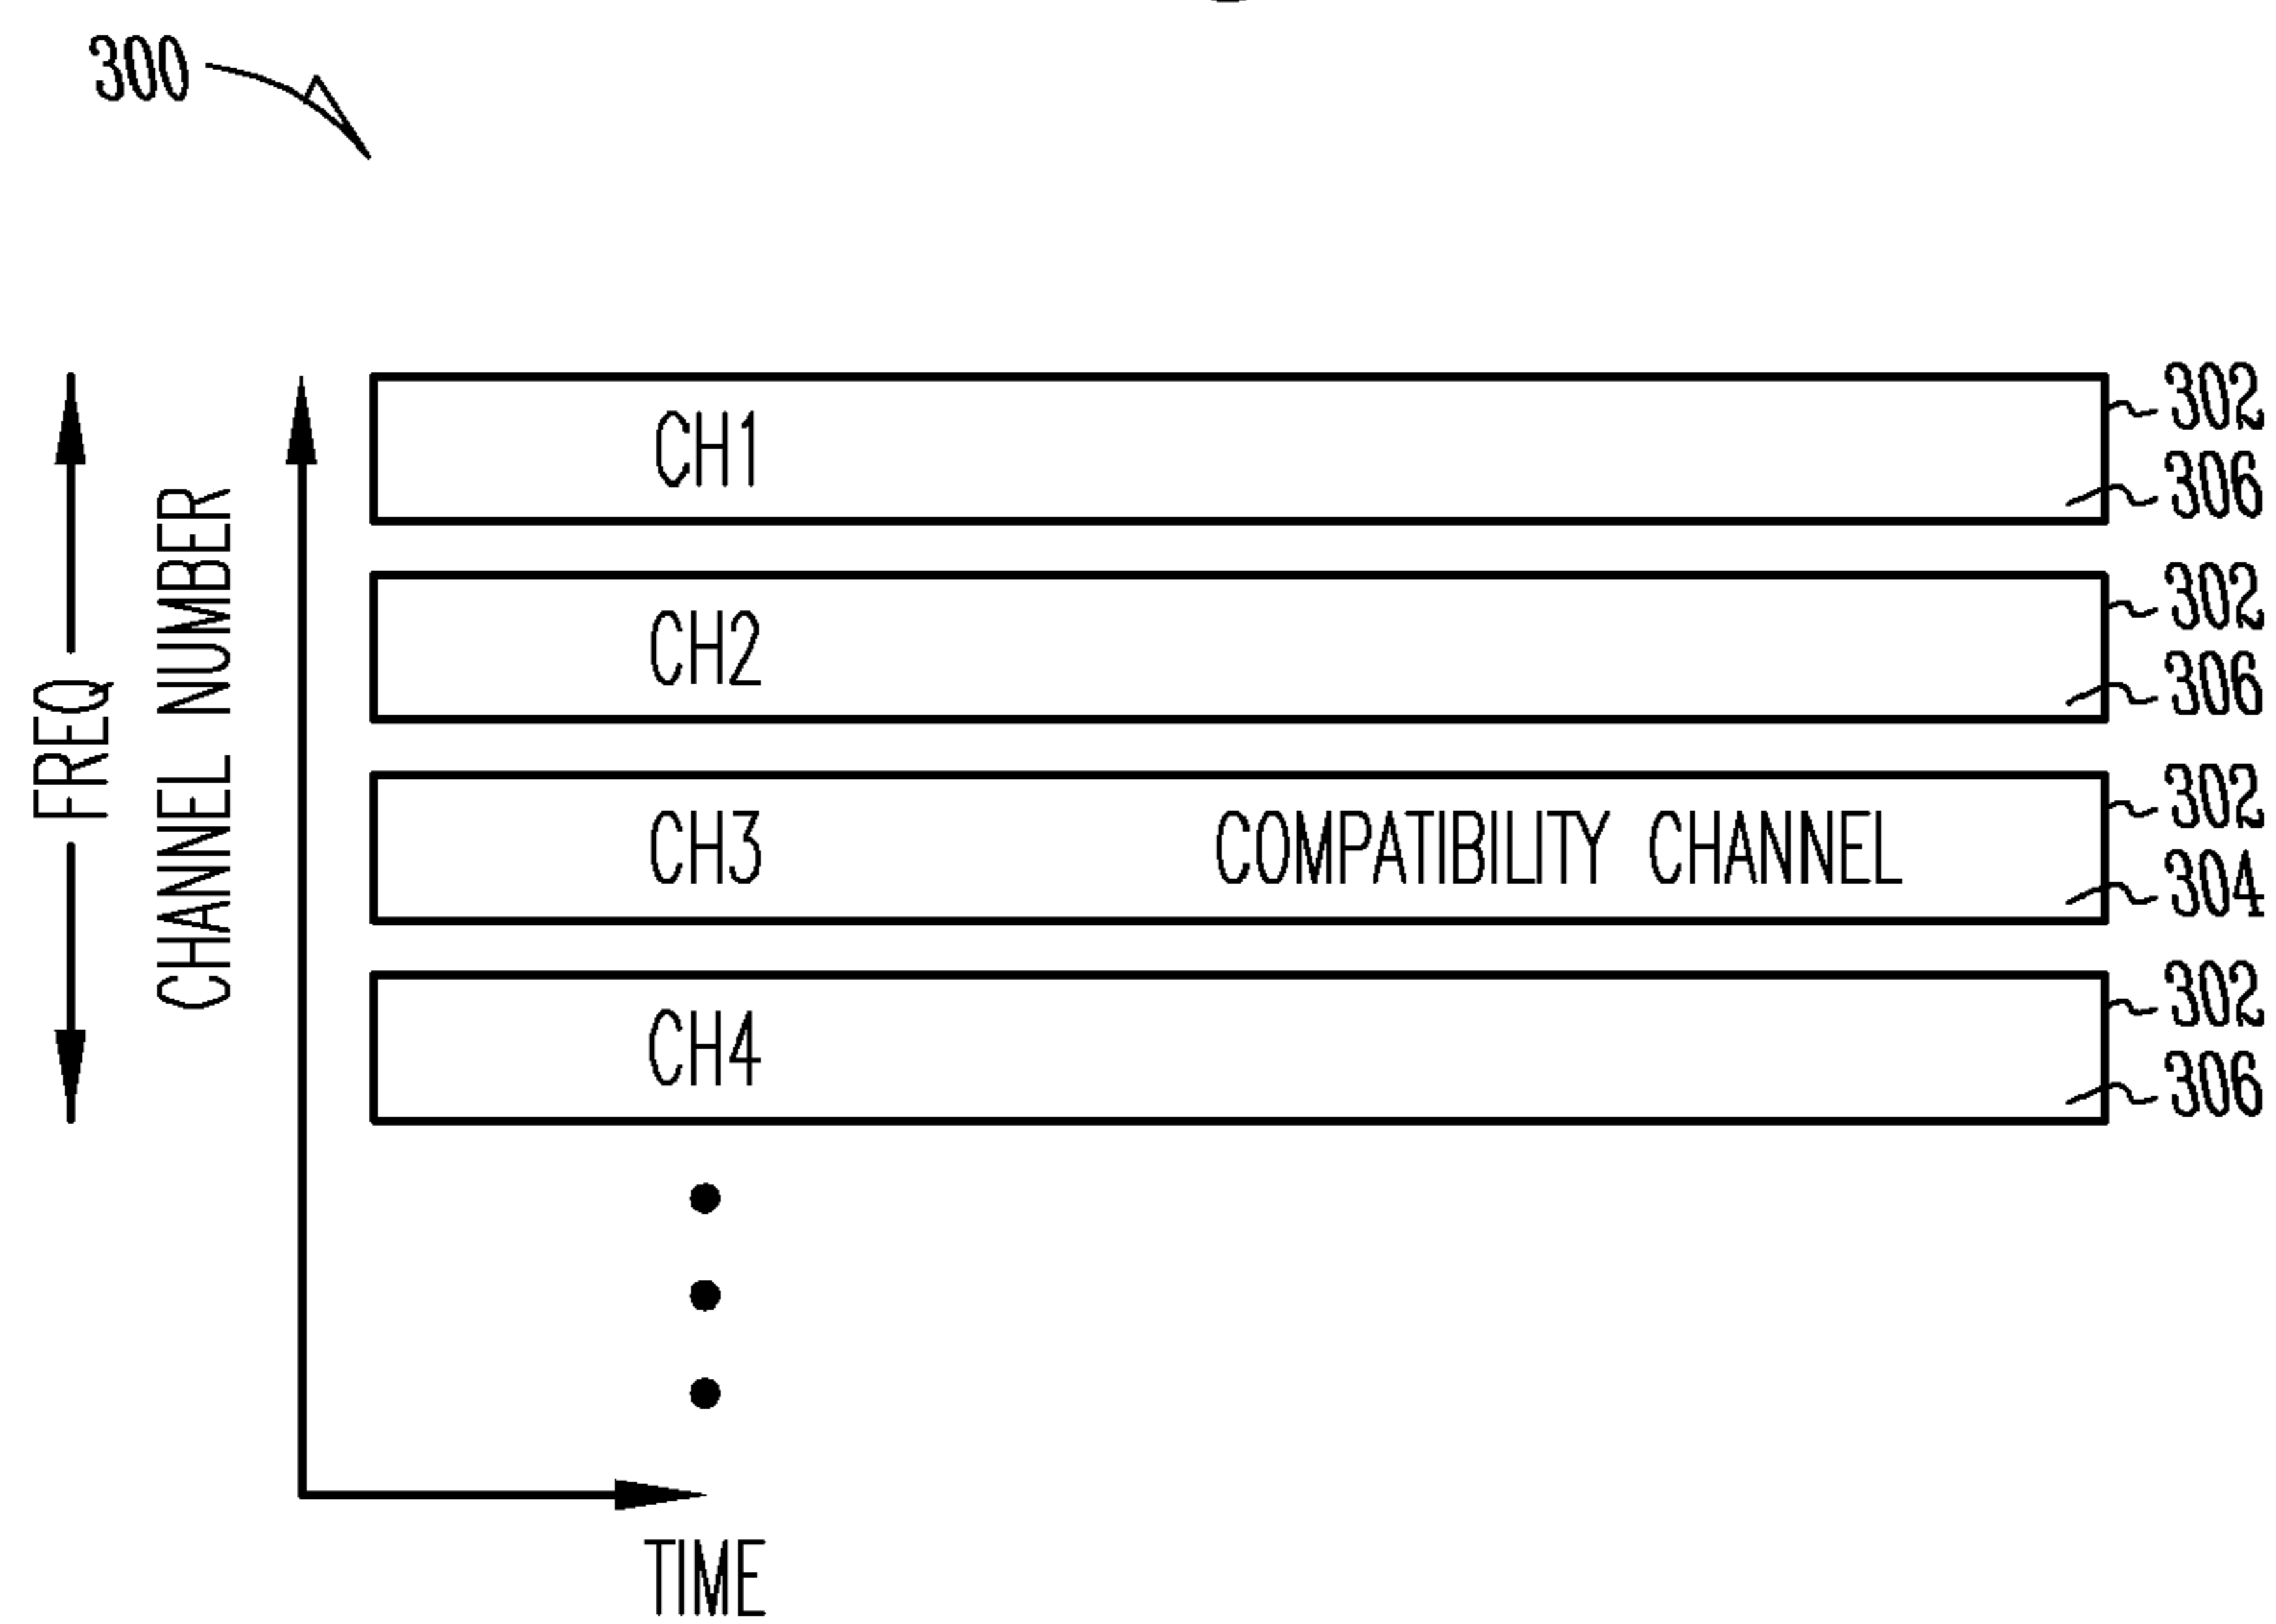 300
CH1
302
306
CH2
302
306
CH3 COMPATIBILITY CHANNEL
302
304
CH4
302
306
FREQ
CHANNEL NUMBER
TIME